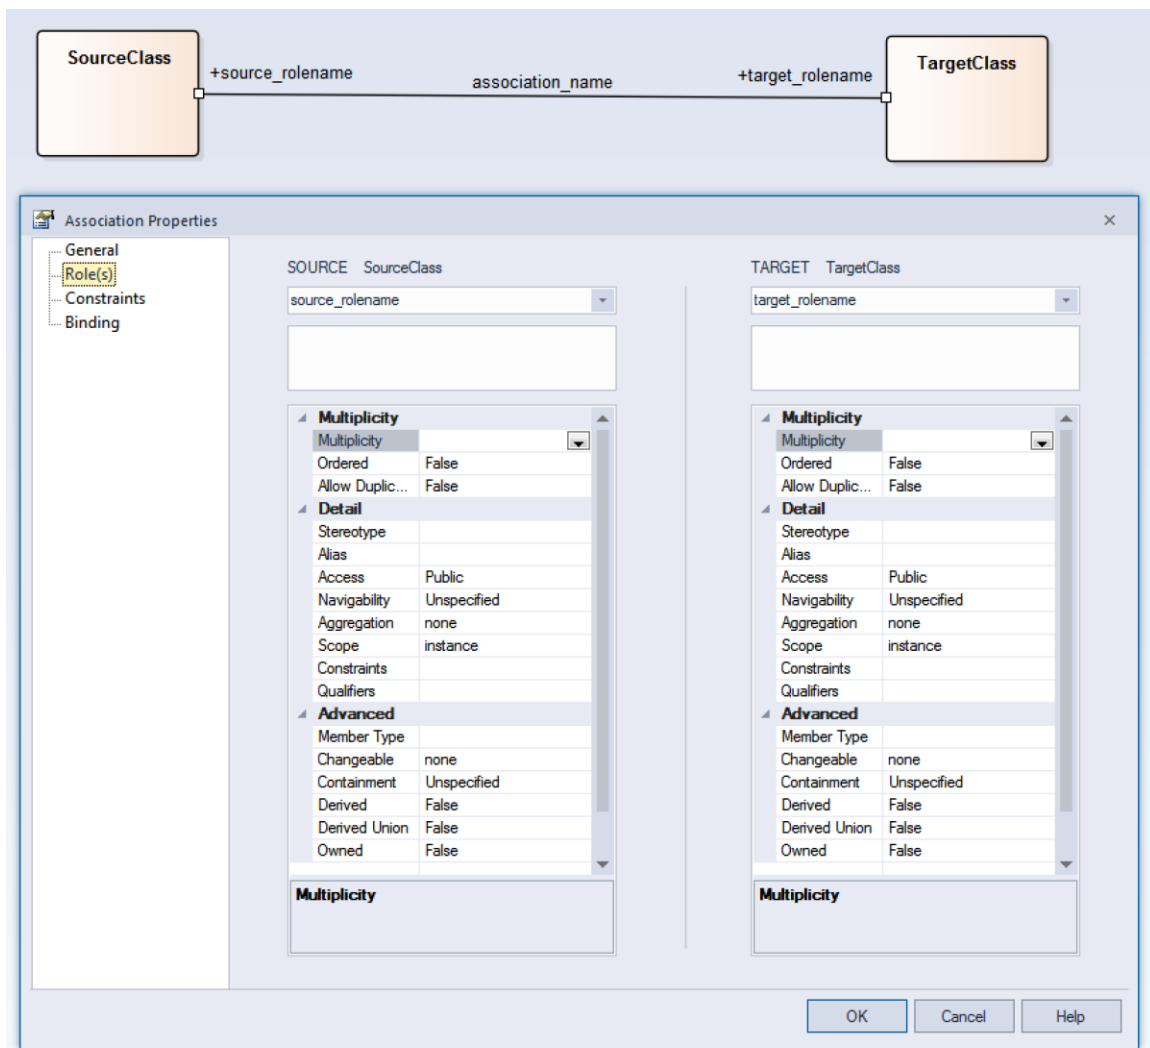 SourceClass
+source_rolename
association_name
+target_rolename
TargetClass
Association Properties
General
Role(s)
Constraints
Binding
SOURCE SourceClass
source_rolename
Multiplicity
Multiplicity
Ordered False
Allow Duplic... False
Detail
Stereotype
Alias
Access Public
Navigability Unspecified
Aggregation none
Scope instance
Constraints
Qualifiers
Advanced
Member Type
Changeable none
Containment Unspecified
Derived False
Derived Union False
Owned False
Multiplicity
TARGET TargetClass
target_rolename
Multiplicity
Multiplicity
Ordered False
Allow Duplic... False
Detail
Stereotype
Alias
Access Public
Navigability Unspecified
Aggregation none
Scope instance
Constraints
Qualifiers
Advanced
Member Type
Changeable none
Containment Unspecified
Derived False
Derived Union False
Owned False
Multiplicity
OK
Cancel
Help